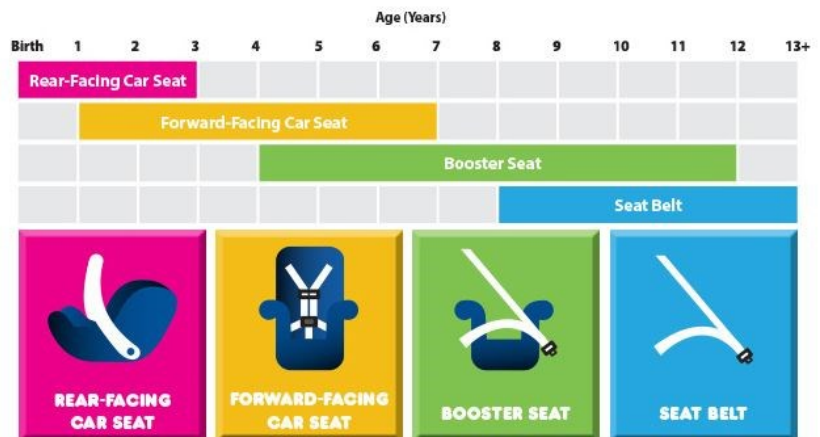 Age (Years)
Birth 1 2 3 4 5 6 7 8 9 10 11 12 13+
Rear-Facing Car Seat
Forward-Facing Car Seat
Booster Seat
Seat Belt
REAR-FACING
CAR SEAT
FORWARD-FACING
CAR SEAT
BOOSTER SEAT
SEAT BELT